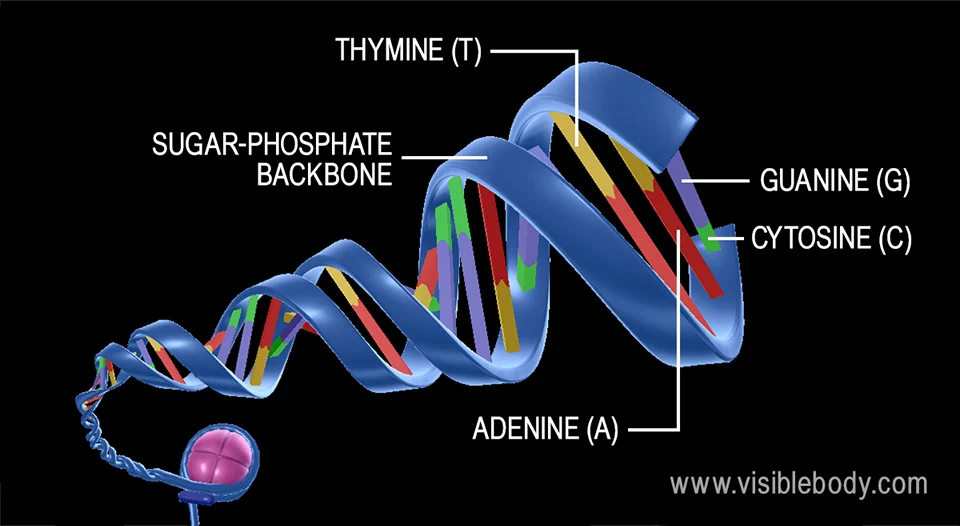 THYMINE (T)
SUGAR-PHOSPHATE
BACKBONE
GUANINE (G)
CYTOSINE (C)
ADENINE (A)
www.visiblebody.com